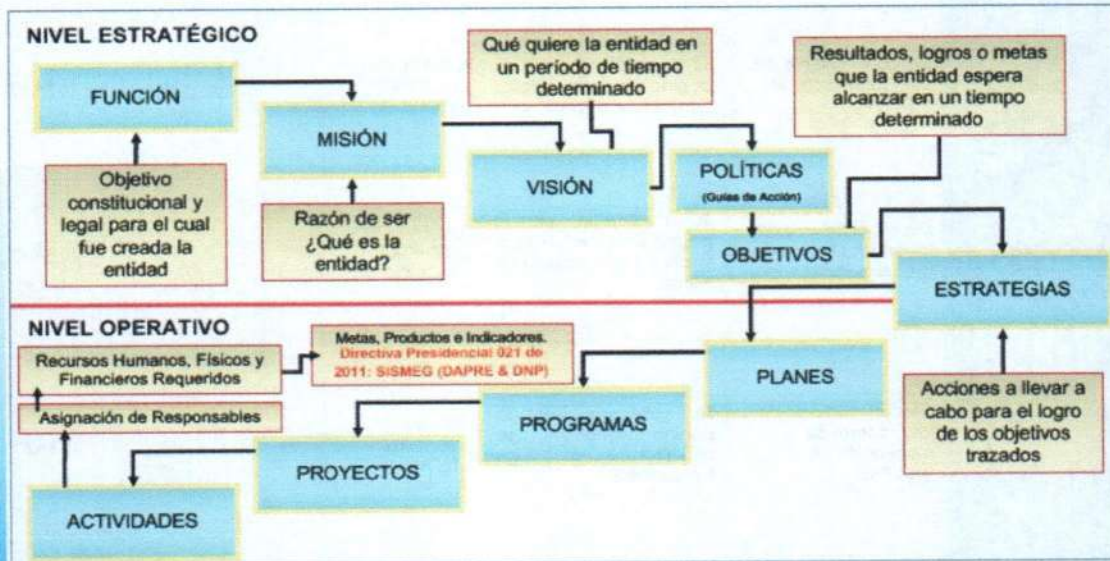 NIVEL ESTRATÉGICO
FUNCIÓN
Objetivo
constitucional y
legal para el cual
fue creada la
entidad
MISIÓN
Razón de ser
¿Qué es la
entidad?
Qué quiere la entidad en
un período de tiempo
determinado
VISIÓN
POLÍTICAS
(Guías de Acción)
OBJETIVOS
Resultados, logros o metas
que la entidad espera
alcanzar en un tiempo
determinado
ESTRATEGIAS
Acciones a llevar a
cabo para el logro
de los objetivos
trazados
NIVEL OPERATIVO
PLANES
PROGRAMAS
PROYECTOS
ACTIVIDADES
Asignación de Responsables
Recursos Humanos, Físicos y
Financieros Requeridos
Metas, Productos e Indicadores.
Directiva Presidencial 021 de
2011: SISMEG (DAPRE & DNP)